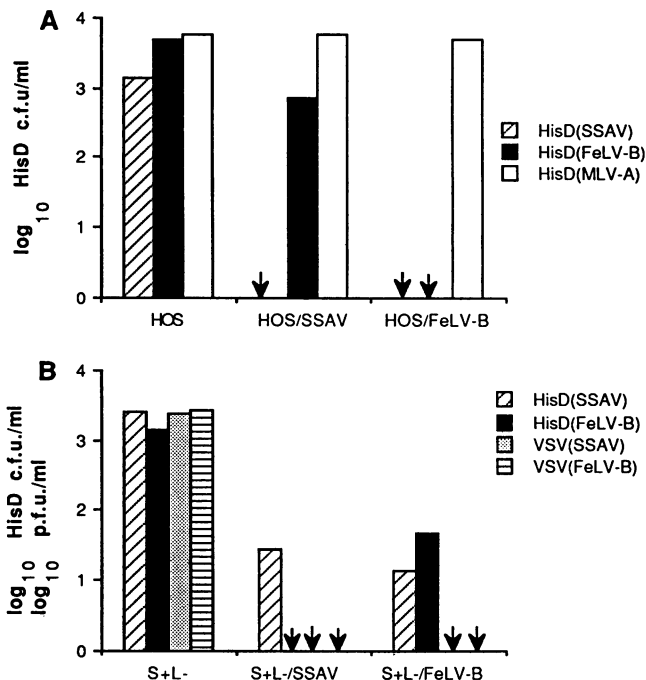 A
log10 HisD c.f.u/ml
4
3
2
1
0
HOS
HOS/SSAV
HOS/FeLV-B
HisD(SSAV)
HisD(FeLV-B)
HisD(MLV-A)
B
log10 HisD c.f.u./ml
log10 p.f.u./ml
4
3
2
1
0
S+L-
S+L-/SSAV
S+L-/FeLV-B
HisD(SSAV)
HisD(FeLV-B)
VSV(SSAV)
VSV(FeLV-B)